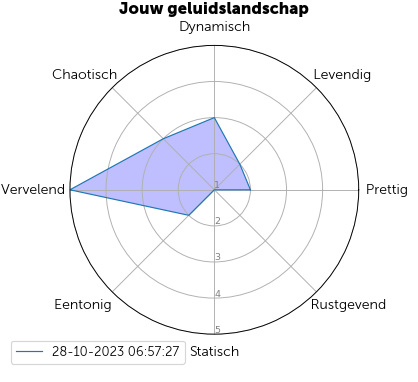 Jouw geluidslandschap
Dynamisch
Chaotisch
Levendig
Vervelend
1
Prettig
2
3
4
Eentonig
Rustgevend
5
28-10-2023 06:57:27
Statisch